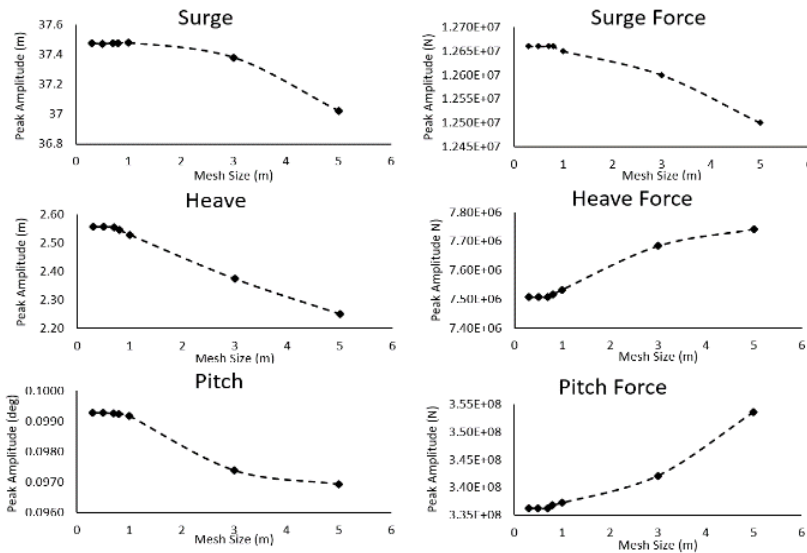 Surge
Peak Amplitude (m)
37.6
37.4
37.2
37
36.8
0 1 2 3 4 5 6
Mesh Size (m)
Surge Force
Peak Amplitude (N)
1.270E+07
1.265E+07
1.260E+07
1.255E+07
1.250E+07
1.245E+07
0 1 2 3 4 5 6
Mesh Size (m)
Heave
Peak Amplitude (m)
2.60
2.50
2.40
2.30
2.20
0 1 2 3 4 5 6
Mesh Size (m)
Heave Force
Peak Amplitude N)
7.80E+06
7.70E+06
7.60E+06
7.50E+06
7.40E+06
0 1 2 3 4 5 6
Mesh Size (m)
Pitch
Peak Amplitude (deg)
0.1000
0.0990
0.0980
0.0970
0.0960
0 1 2 3 4 5 6
Mesh Size (m)
Pitch Force
Peak Amplitude (N)
3.55E+08
3.50E+08
3.45E+08
3.40E+08
3.35E+08
0 1 2 3 4 5 6
Mesh Size (m)